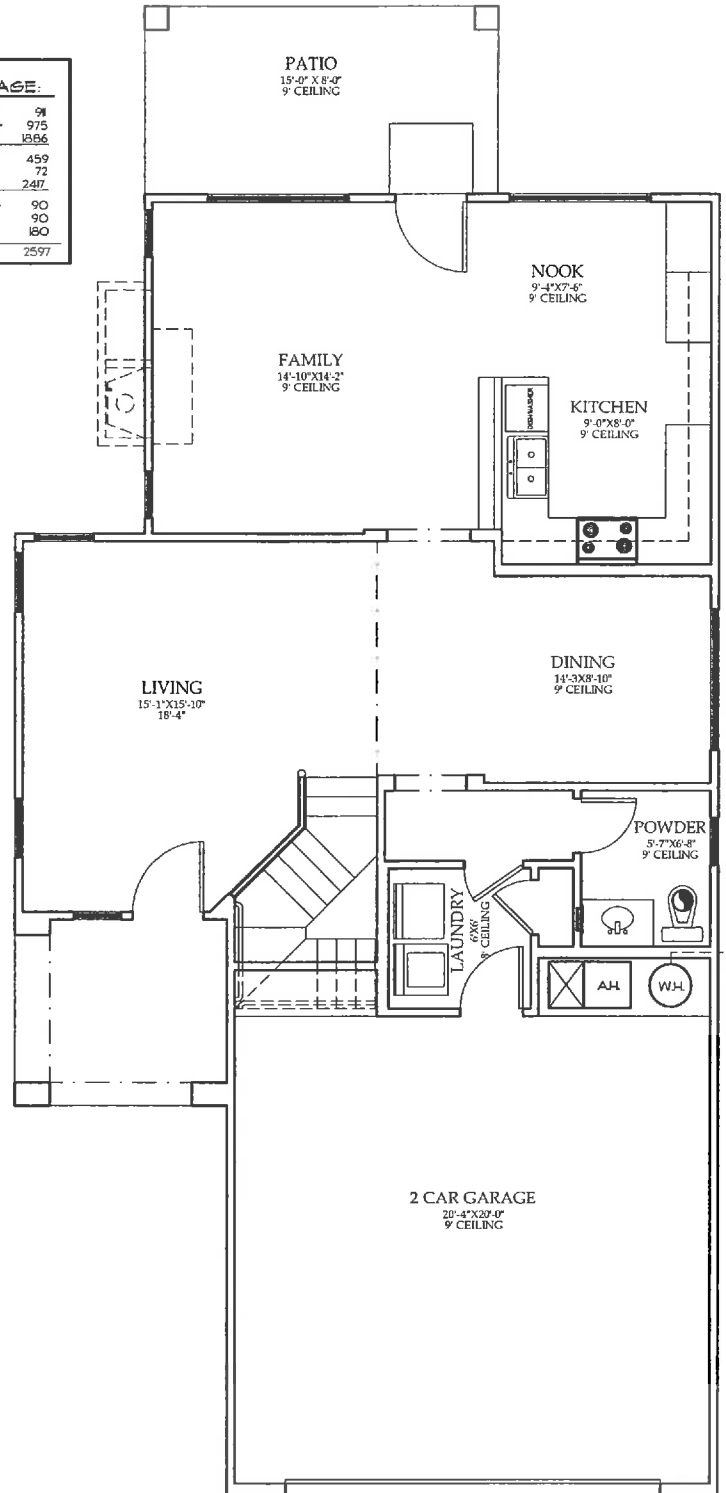 PATIO
15'-0" X 8'-0"
9' CEILING
AGE:
911
975
1886
459
72
2417
90
90
180
2597
NOOK
9'-4"X7'-6"
9' CEILING
FAMILY
14'-10"X14'-2"
9' CEILING
DISHWASHER
KITCHEN
9'-0"X8'-0"
9' CEILING
LIVING
15'-1"X15'-10"
18'-4"
DINING
14'-3X8'-10"
9' CEILING
POWDER
5'-7"X6'-8"
9' CEILING
LAUNDRY
6'X6'
8' CEILING
A.H.
W.H.
2 CAR GARAGE
20'-4"X20'-0"
9' CEILING